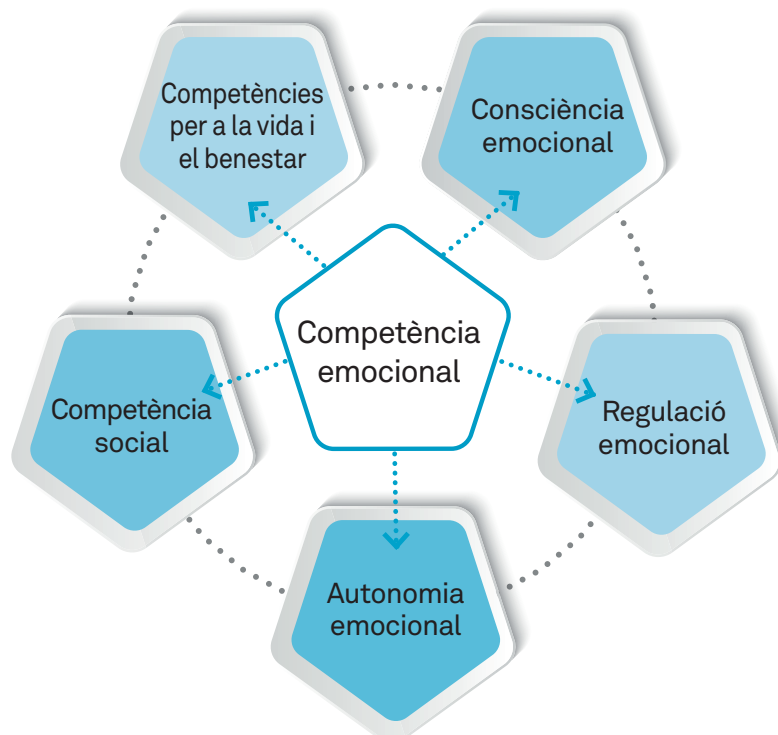 Competències
per a la vida i
el benestar
Consciència
emocional
Competència
emocional
Competència
social
Regulació
emocional
Autonomia
emocional